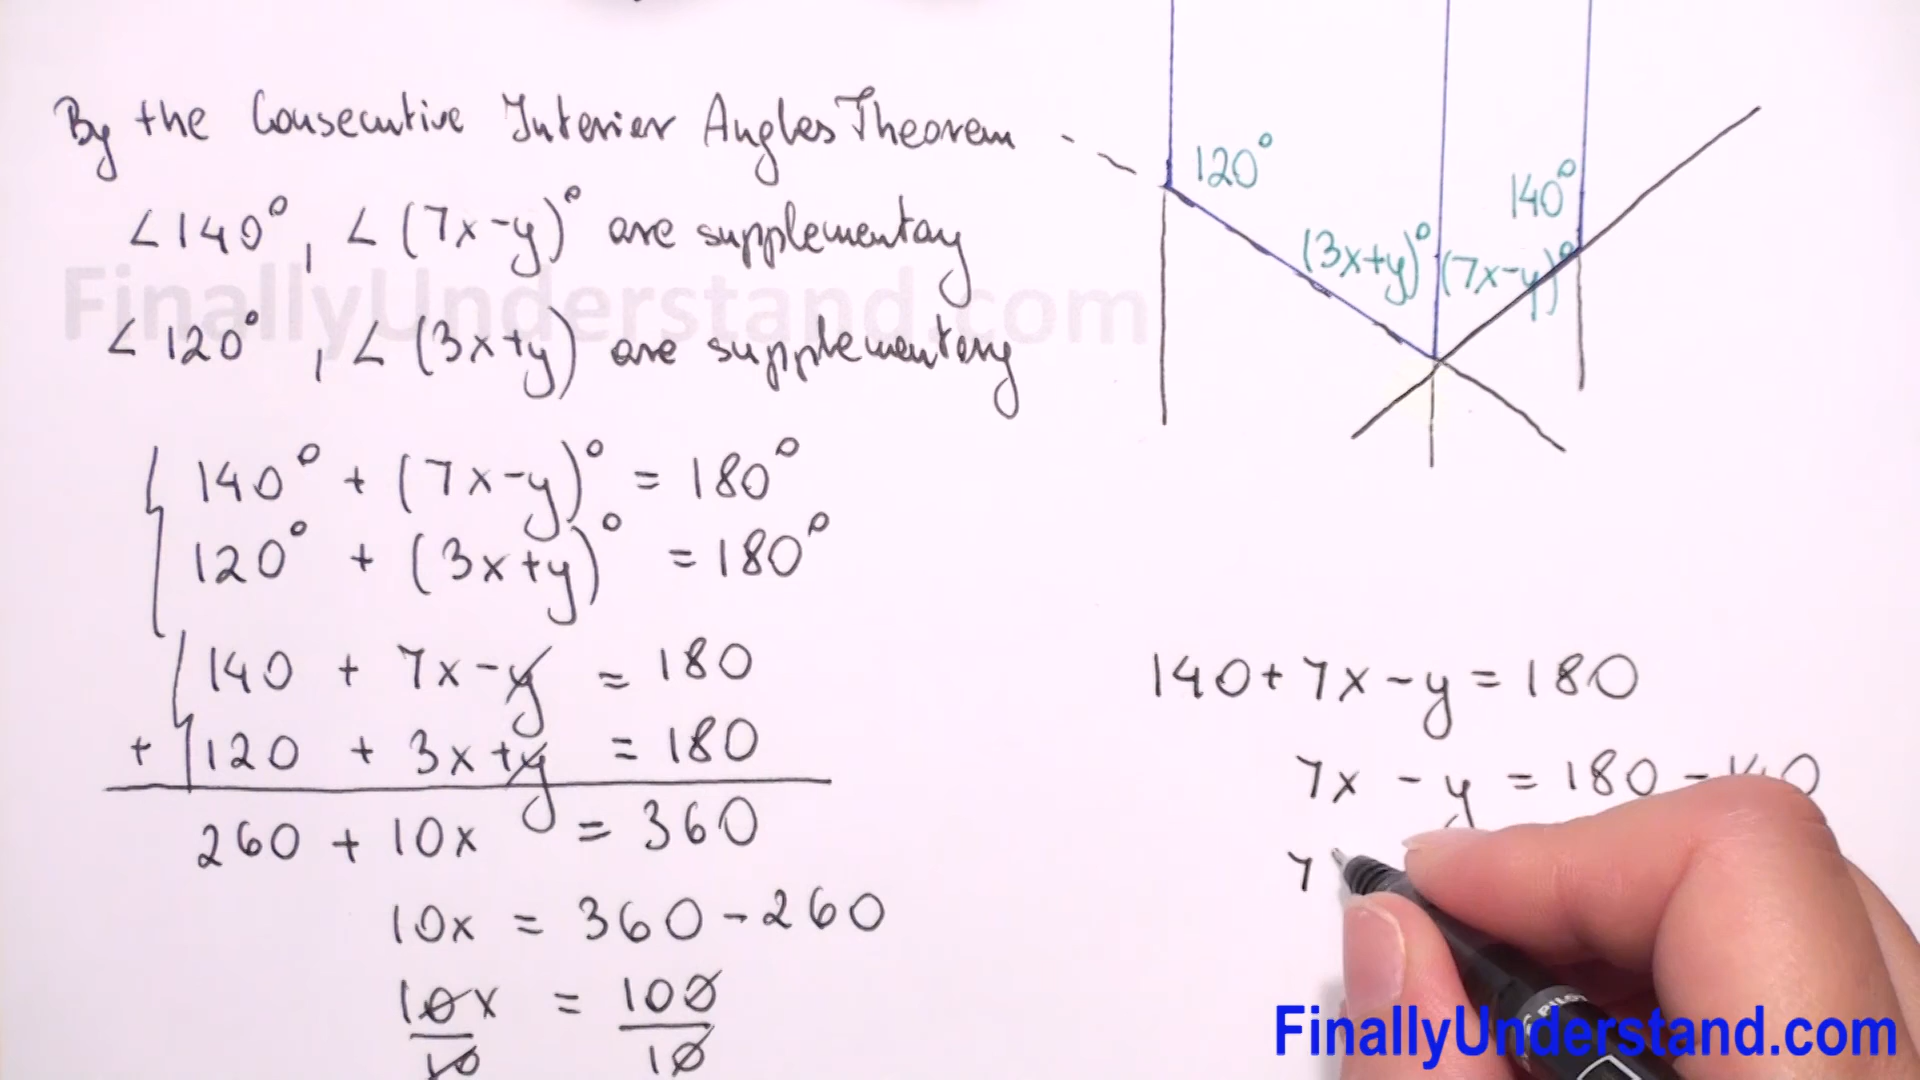 By the Consecutive Interior Angles Theorem
∠140°, ∠(7x-y)° are supplementary
FinallyUnderstand.com
∠120°, ∠(3x+y) are supplementary
140° + (7x-y)° = 180°
120° + (3x+y)° = 180°
140 + 7x-y = 180
+ 120 + 3x+y = 180
260 + 10x = 360
10x = 360-260
10x = 100
10 10
120°
140°
(3x+y)° (7x-y)°
140+7x-y=180
7x - y = 180 - 140
7
PILOT
FinallyUnderstand.com